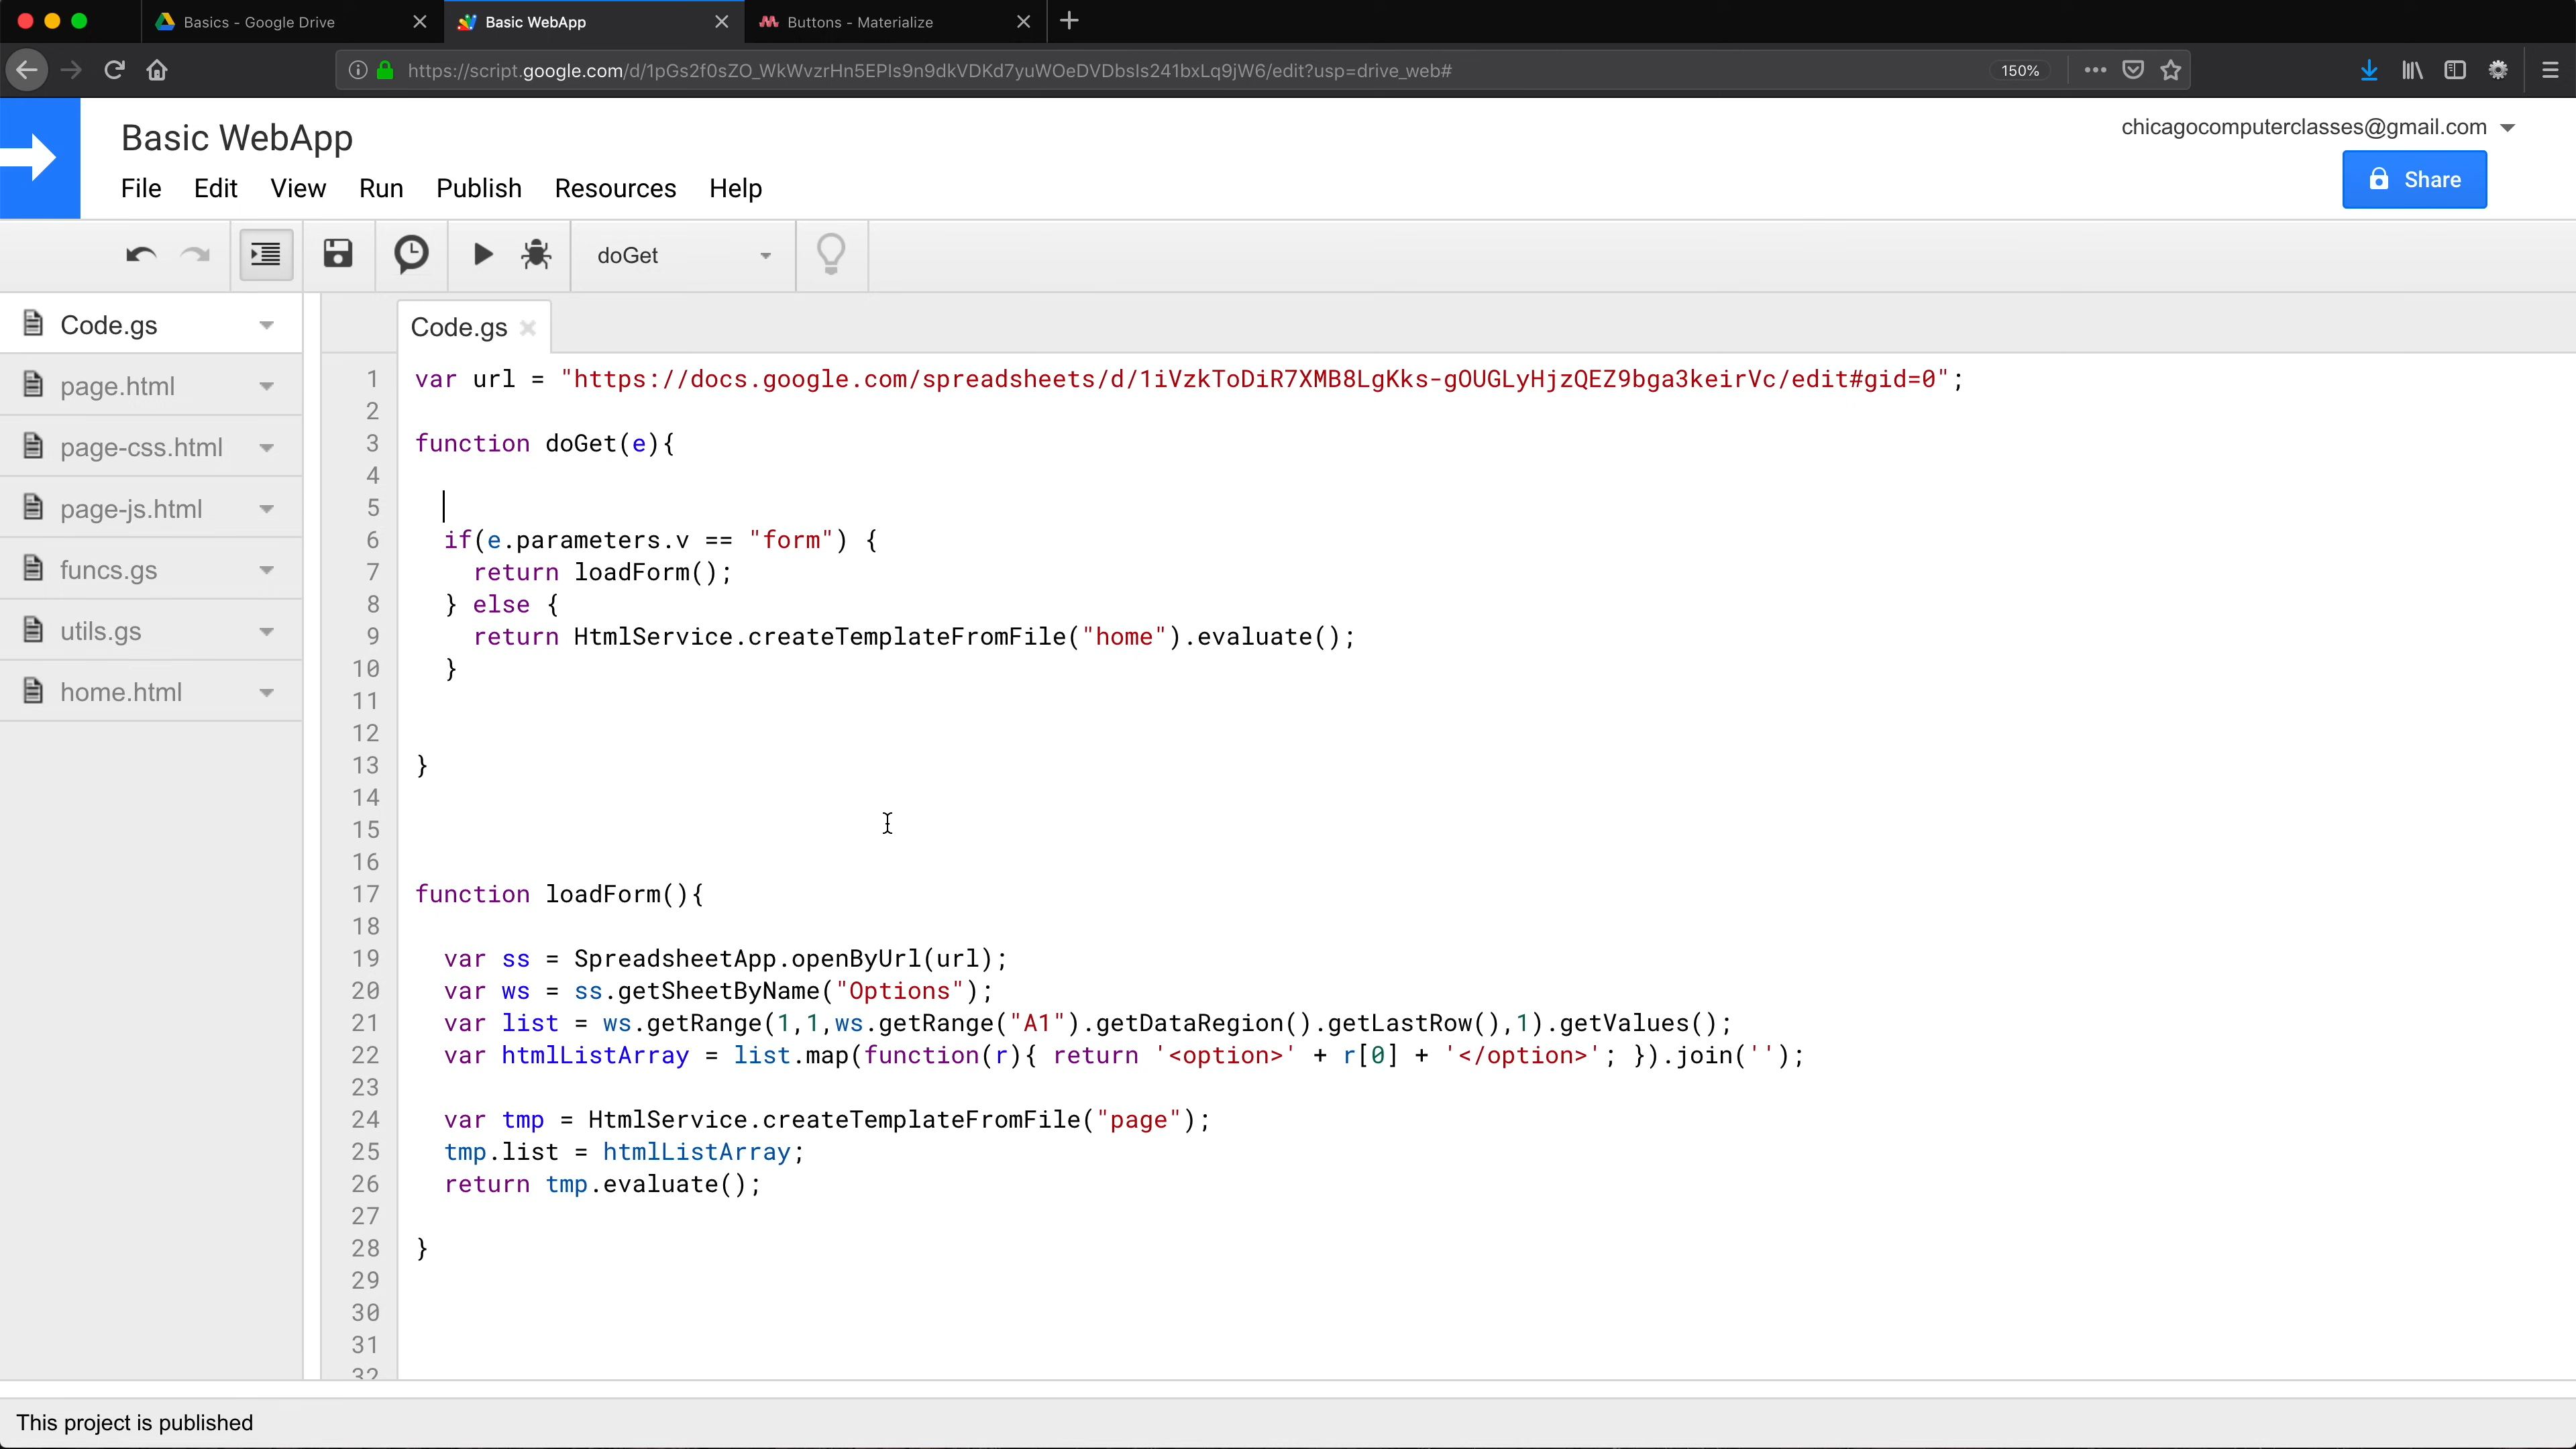 Basics - Google Drive
Basic WebApp
Buttons - Materialize
https://script.google.com/d/1pGs2f0sZO_WkWvzrHn5EPIs9n9dkVDKd7yuWOeDVDbsIs241bxLq9jW6/edit?usp=drive_web#
150%
Basic WebApp
chicagocomputerclasses@gmail.com
File Edit View Run Publish Resources Help
Share
doGet
Code.gs
page.html
page-css.html
page-js.html
funcs.gs
utils.gs
home.html
Code.gs
1 var url = "https://docs.google.com/spreadsheets/d/1iVzkToDiR7XMB8LgKks-gOUGLyHjzQEZ9bga3keirVc/edit#gid=0";
2
3 function doGet(e){
4
5
6 if(e.parameters.v == "form") {
7 return loadForm();
8 } else {
9 return HtmlService.createTemplateFromFile("home").evaluate();
10 }
11
12
13 }
14
15
16
17 function loadForm(){
18
19 var ss = SpreadsheetApp.openByUrl(url);
20 var ws = ss.getSheetByName("Options");
21 var list = ws.getRange(1,1,ws.getRange("A1").getDataRegion().getLastRow(),1).getValues();
22 var htmlListArray = list.map(function(r){ return '<option>' + r[0] + '</option>'; }).join('');
23
24 var tmp = HtmlService.createTemplateFromFile("page");
25 tmp.list = htmlListArray;
26 return tmp.evaluate();
27
28 }
29
30
31
32
This project is published